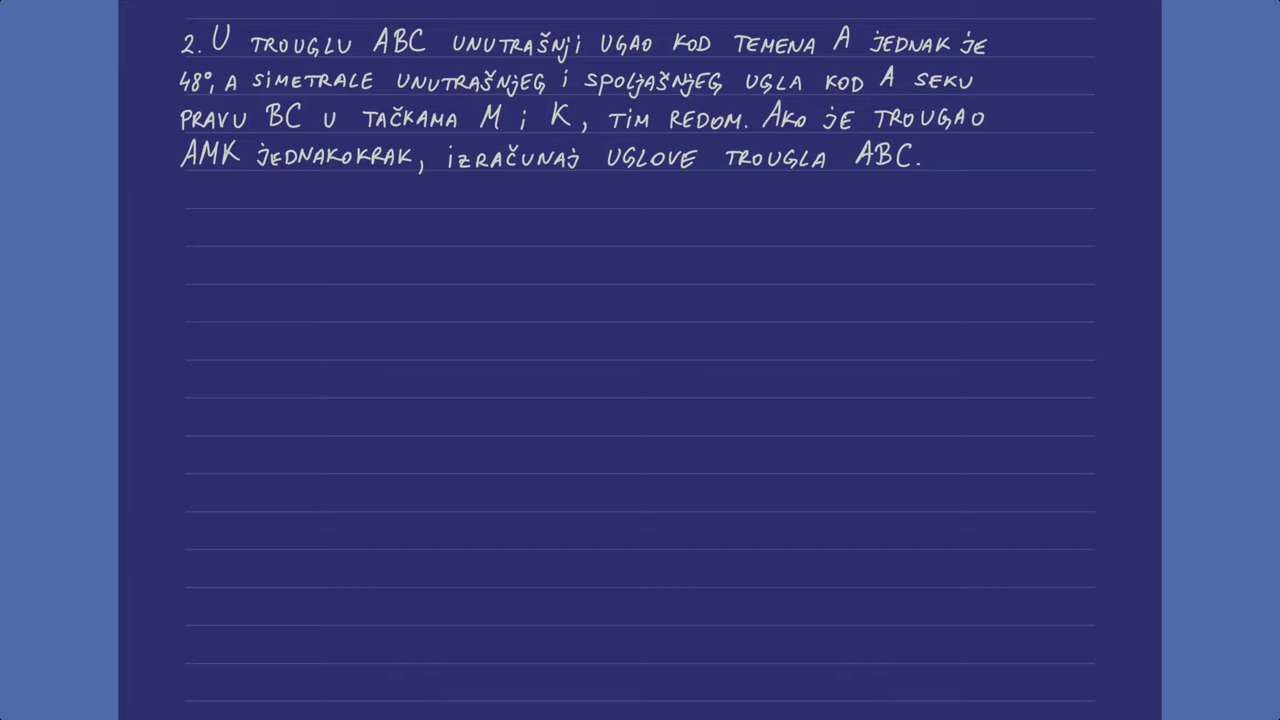 2. U TROUGLU ABC UNUTRAŠNJI UGAO KOD TEMENA A JEDNAK JE
48°, A SIMETRALE UNUTRAŠNJEG I SPOLJAŠNJEG UGLA KOD A SEKU
PRAVU BC U TAČKAMA M I K, TIM REDOM. AKO JE TROUGAO
AMK JEDNAKOKRAK, IZRAČUNAJ UGLOVE TROUGLA ABC.